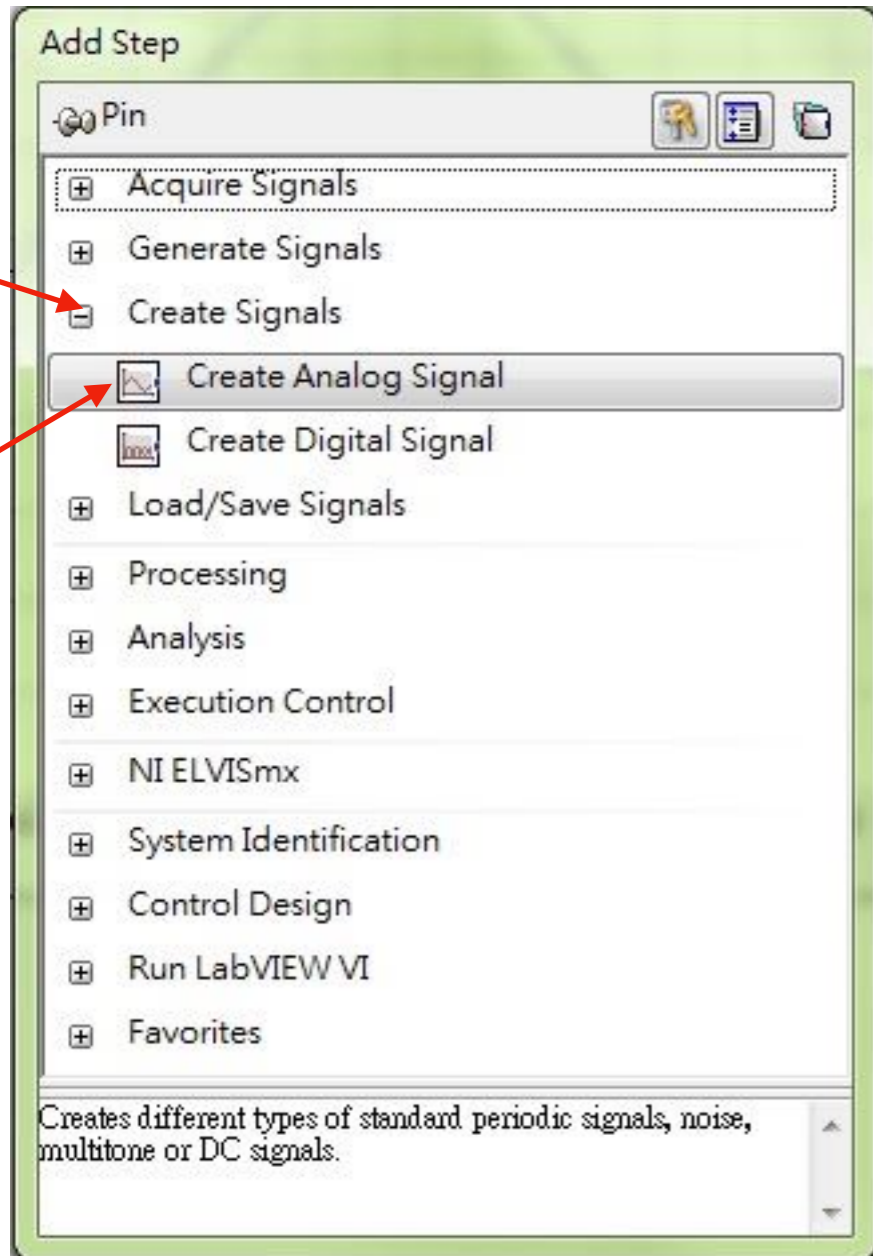 Add Step
Pin
Acquire Signals
Generate Signals
Create Signals
Create Analog Signal
Create Digital Signal
Load/Save Signals
Processing
Analysis
Execution Control
NI ELVISmx
System Identification
Control Design
Run LabVIEW VI
Favorites
Creates different types of standard periodic signals, noise,
multitone or DC signals.